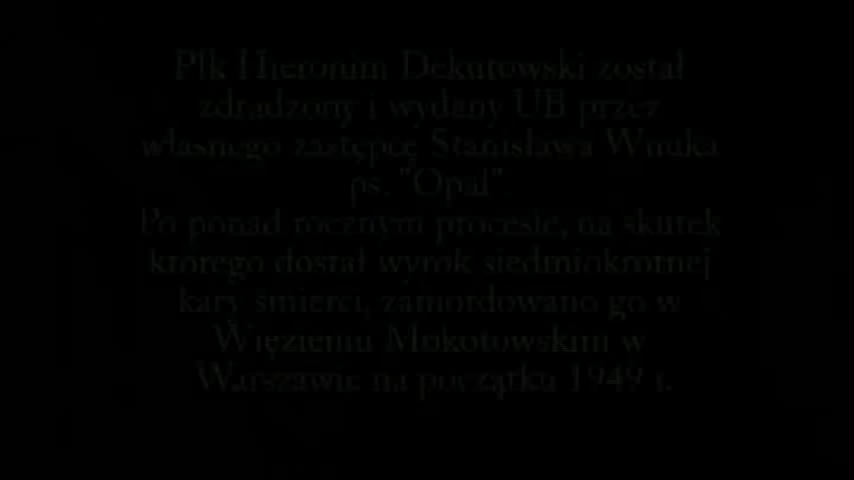 Płk Hieronim Dekutowski został
zdradzony i wydany UB przez
własnego zastępcę Stanisława Wnuka
ps. "Opal".
Po ponad rocznym procesie, na skutek
którego dostał wyrok siedmiokrotnej
kary śmierci, zamordowano go w
Więzieniu Mokotowskim w
Warszawie na początku 1949 r.